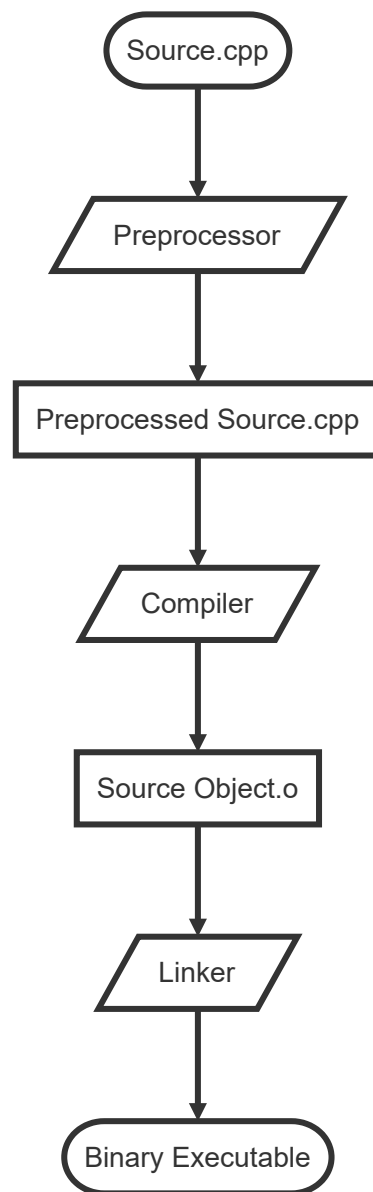 Source.cpp
Preprocessor
Preprocessed Source.cpp
Compiler
Source Object.o
Linker
Binary Executable